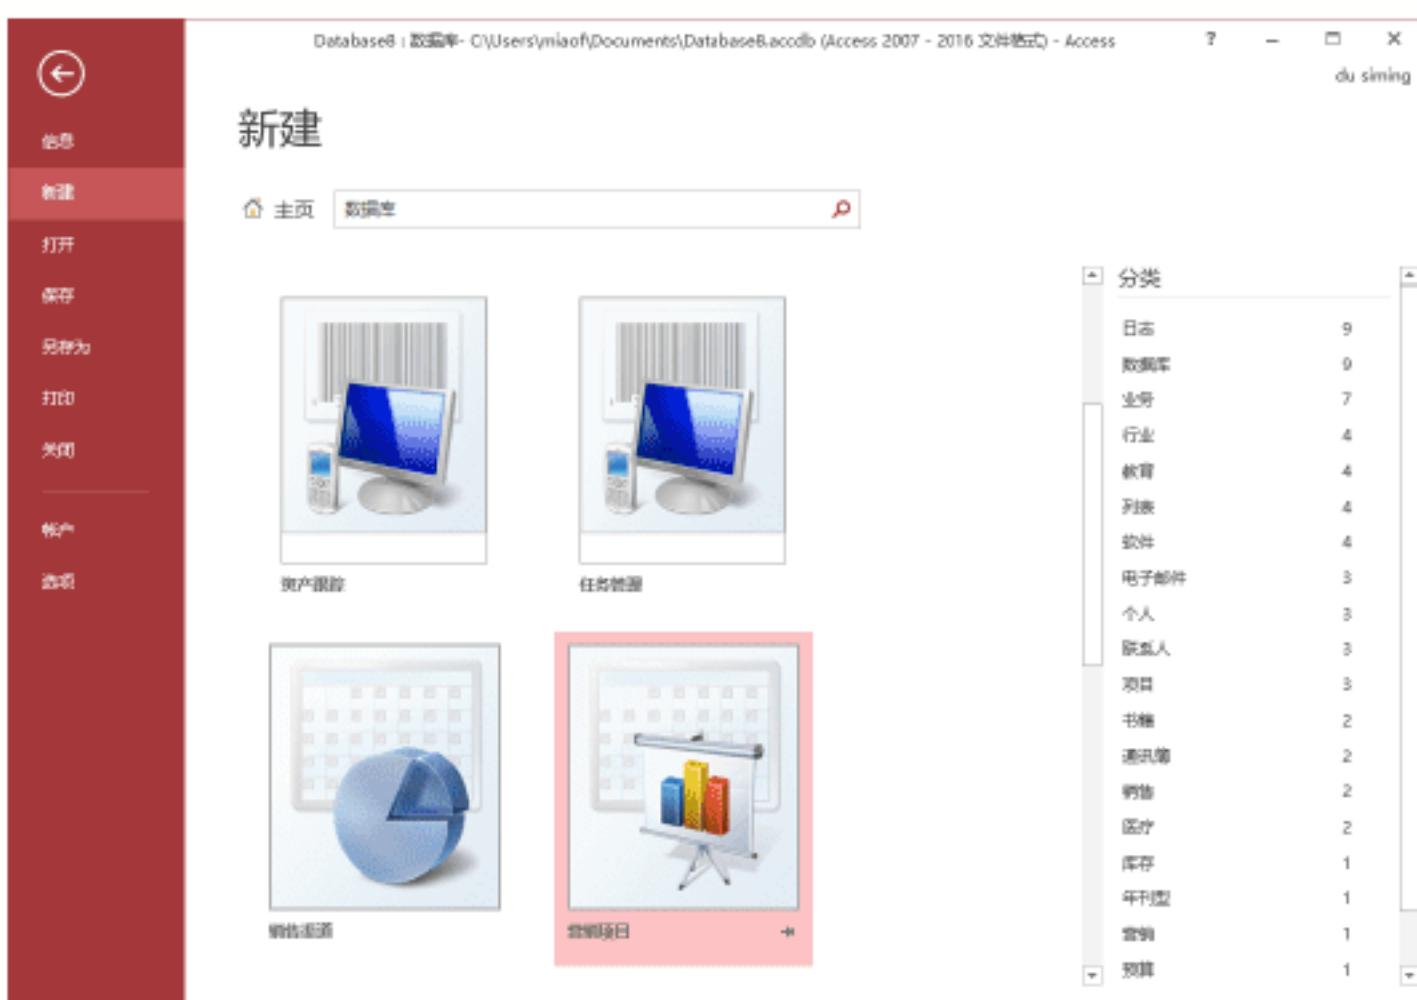 Database8 : 数据库- C:\Users\miaof\Documents\Database8.accdb (Access 2007 - 2016 文件格式) - Access
?
du siming
信息
新建
打开
保存
另存为
打印
关闭
帐户
选项
新建
主页
数据库
资产跟踪
任务管理
销售渠道
营销项目
分类
日志 9
数据库 9
业务 7
行业 4
教育 4
列表 4
软件 4
电子邮件 3
个人 3
联系人 3
项目 3
书籍 2
通讯簿 2
销售 2
医疗 2
库存 1
年刊型 1
营销 1
预算 1